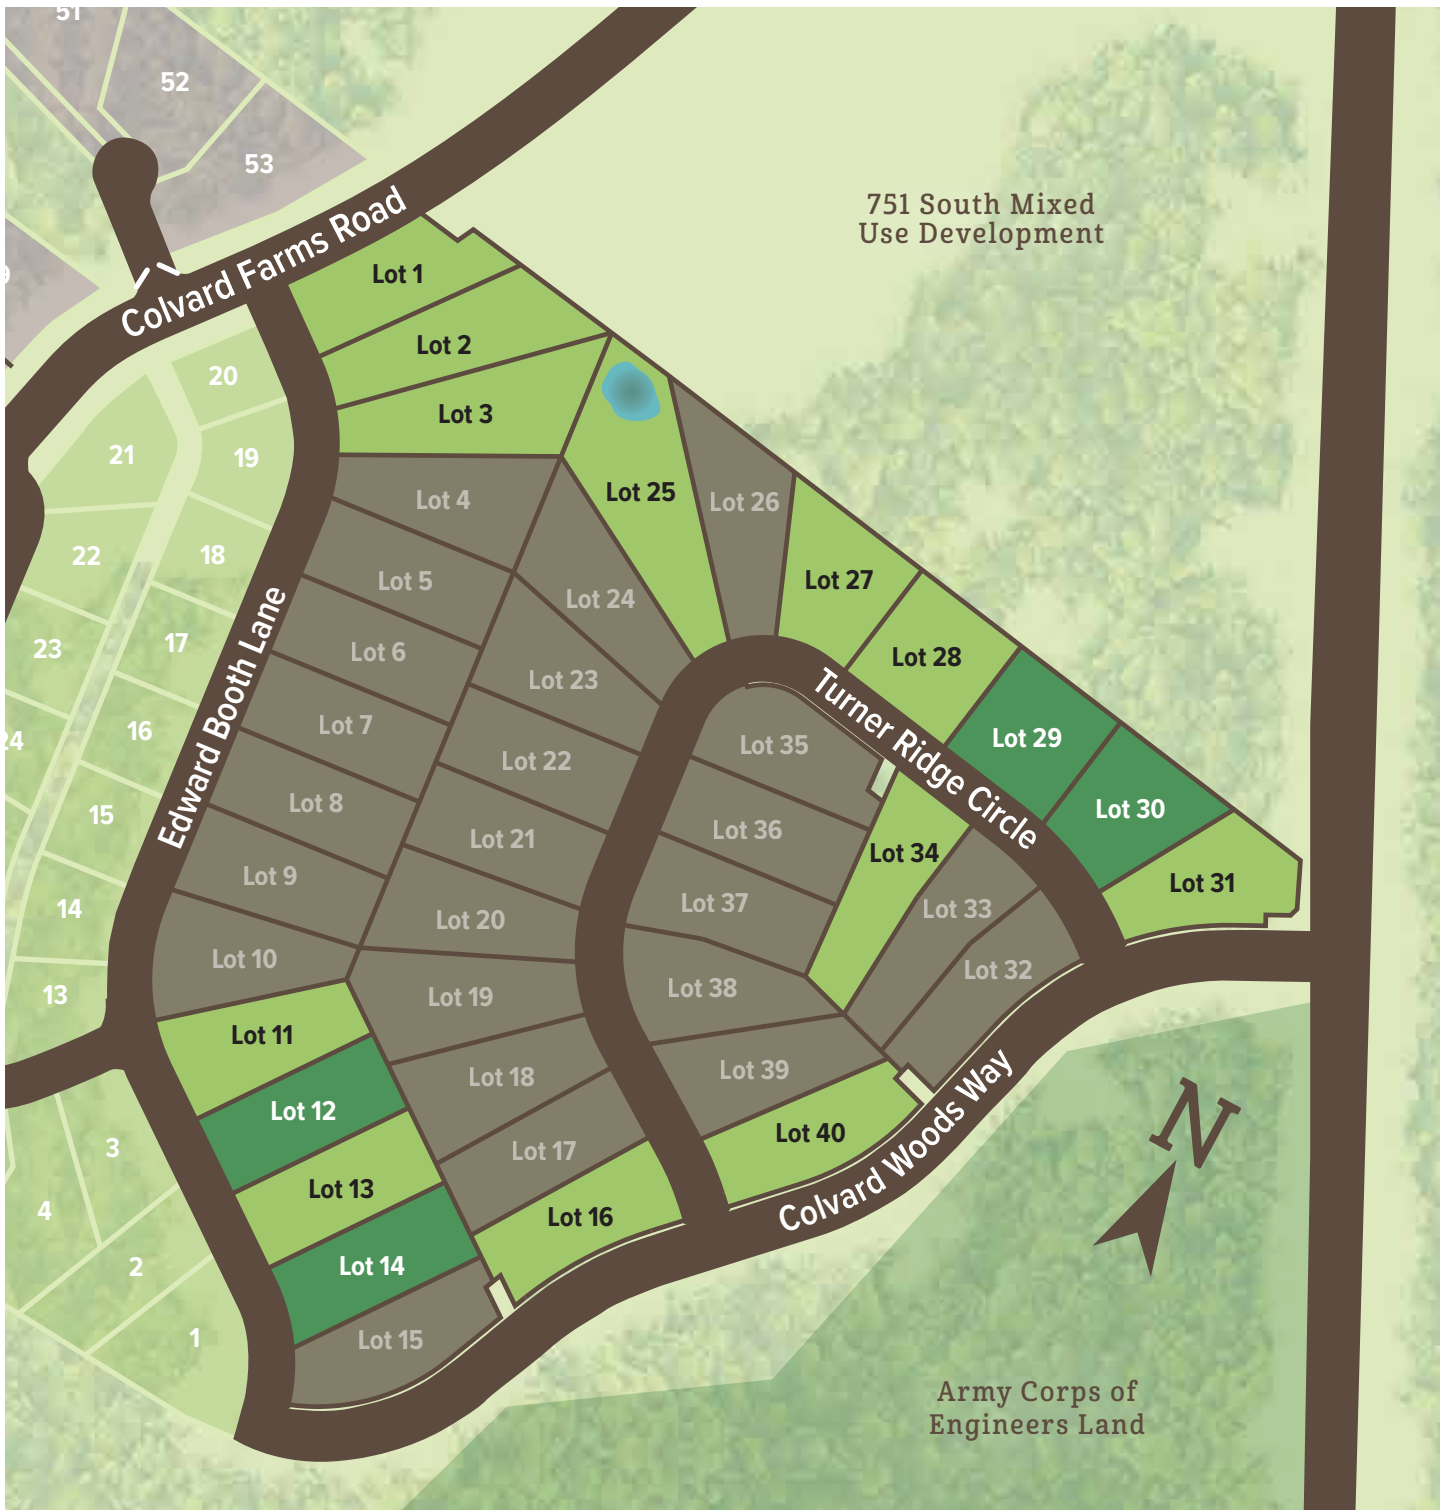 51
52
53
751 South Mixed
Use Development
Colvard Farms Road
9
Lot 1
Lot 2
Lot 3
20
21
19
22
18
23
17
24
16
15
14
13
Edward Booth Lane
Lot 4
Lot 5
Lot 6
Lot 7
Lot 8
Lot 9
Lot 10
Lot 11
Lot 12
Lot 13
Lot 14
Lot 15
Lot 25
Lot 26
Lot 24
Lot 23
Lot 22
Lot 21
Lot 20
Lot 19
Lot 18
Lot 17
Lot 16
Lot 27
Lot 28
Lot 29
Lot 30
Lot 31
Turner Ridge Circle
Lot 35
Lot 36
Lot 34
Lot 37
Lot 33
Lot 32
Lot 38
Lot 39
Lot 40
Colvard Woods Way
N
3
4
2
1
Army Corps of
Engineers Land